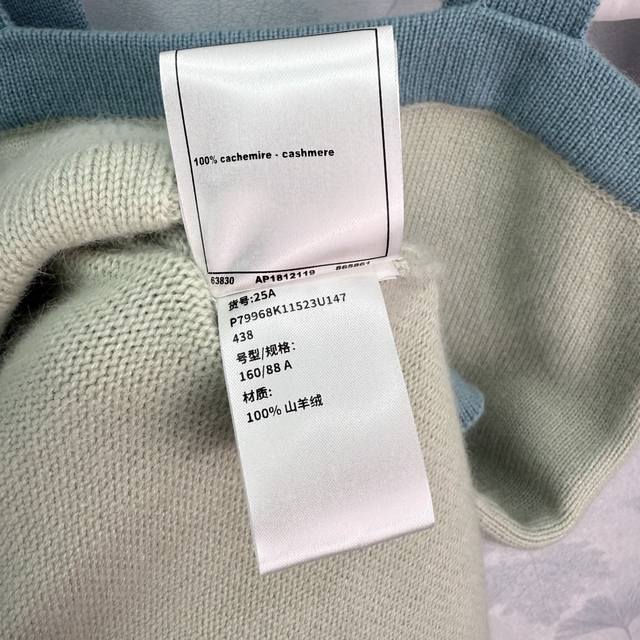 100% cachemire - cashmere
63830 AP1812119 865861
货号:25A
P79968K11523U147
438
号型/规格:
160/88 A
材质:
100% 山羊绒